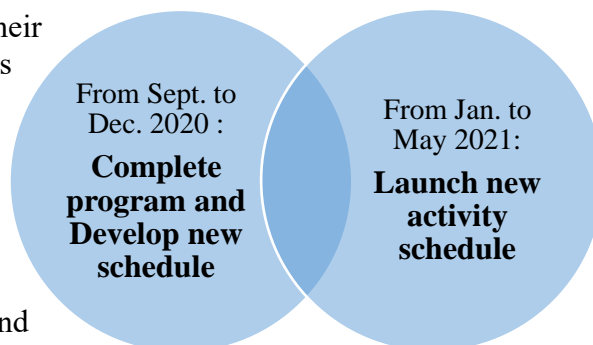 From Sept. to
Dec. 2020 :
Complete
program and
Develop new
schedule
From Jan. to
May 2021:
Launch new
activity
schedule